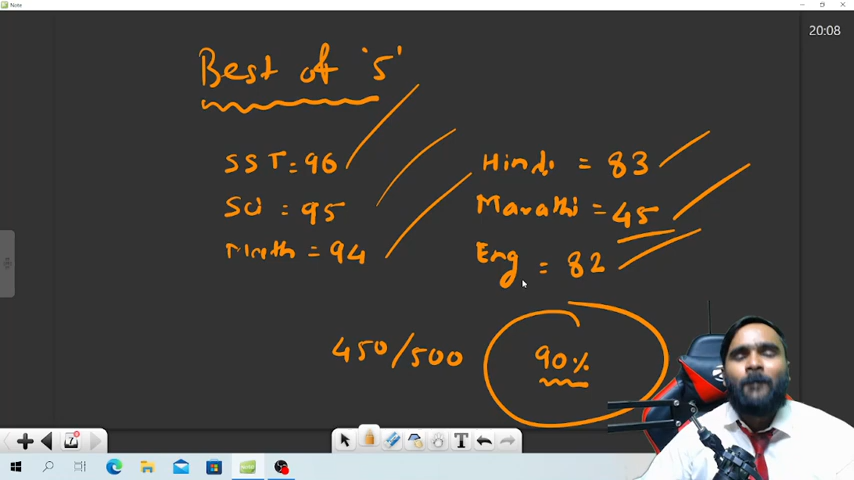 Note
20:08
Best of '5'
SST = 96
SCI = 95
Math = 94
Hindi = 83
Marathi = 45
Eng = 82
450/500
90%
7
T